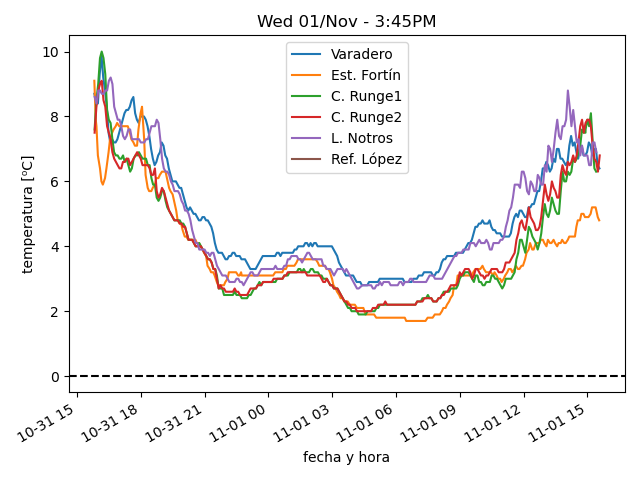 Wed 01/Nov - 3:45PM
Varadero
Est. Fortín
C. Runge1
C. Runge2
L. Notros
Ref. López
temperatura [°C]
10
8
6
4
2
0
10-31 15
10-31 18
10-31 21
11-01 00
11-01 03
11-01 06
11-01 09
11-01 12
11-01 15
fecha y hora